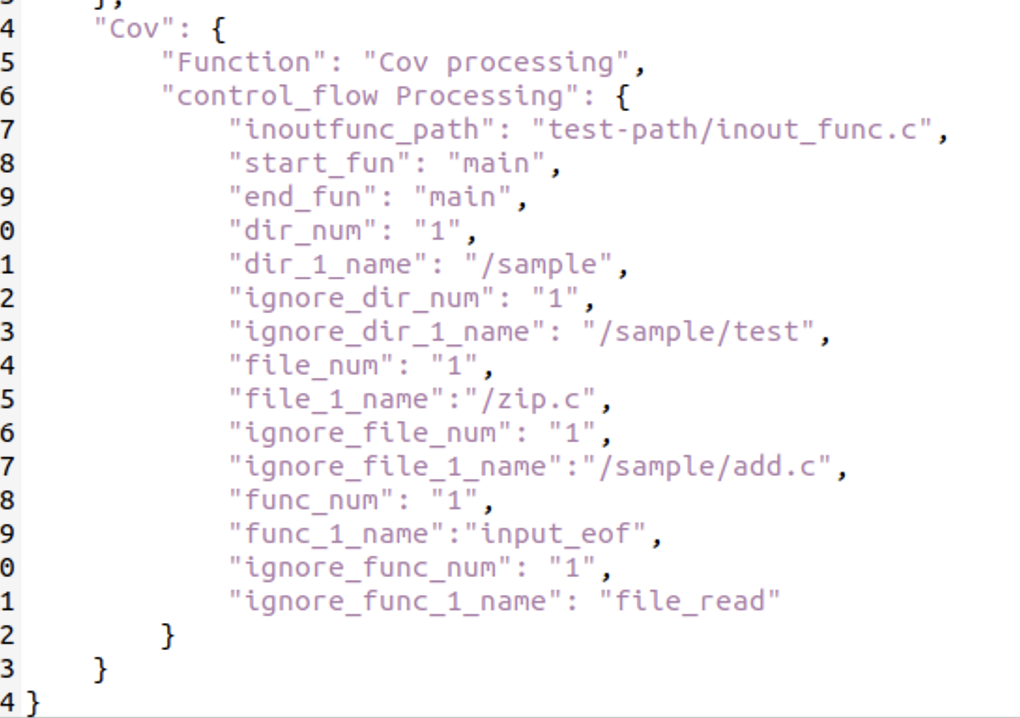 },
4 "Cov": {
5 "Function": "Cov processing",
6 "control_flow Processing": {
7 "inoutfunc_path": "test-path/inout_func.c",
8 "start_fun": "main",
9 "end_fun": "main",
0 "dir_num": "1",
1 "dir_1_name": "/sample",
2 "ignore_dir_num": "1",
3 "ignore_dir_1_name": "/sample/test",
4 "file_num": "1",
5 "file_1_name":"/zip.c",
6 "ignore_file_num": "1",
7 "ignore_file_1_name":"/sample/add.c",
8 "func_num": "1",
9 "func_1_name":"input_eof",
0 "ignore_func_num": "1",
1 "ignore_func_1_name": "file_read"
2 }
3 }
4 }